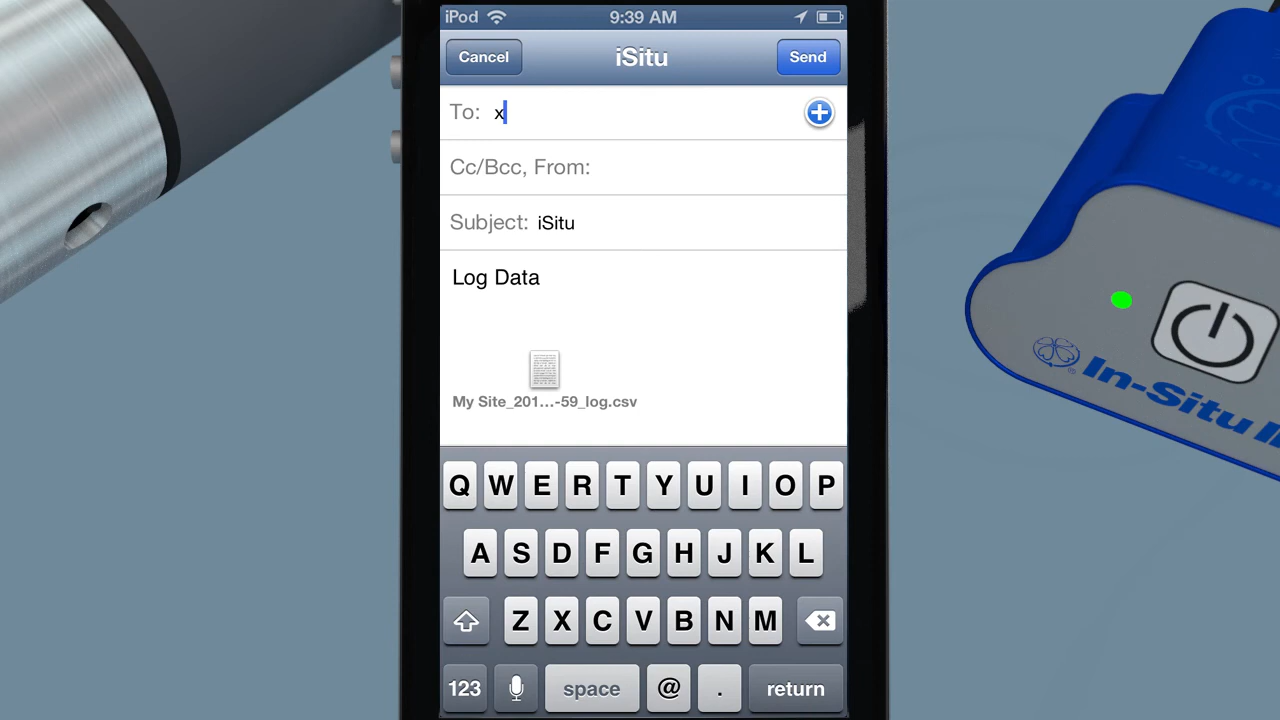 iPod 9:39 AM
Cancel iSitu Send
To: x
Cc/Bcc, From:
Subject: iSitu
Log Data
My Site_201...-59_log.csv
Q W E R T Y U I O P
A S D F G H J K L
Z X C V B N M
123 space @ . return
In-Situ